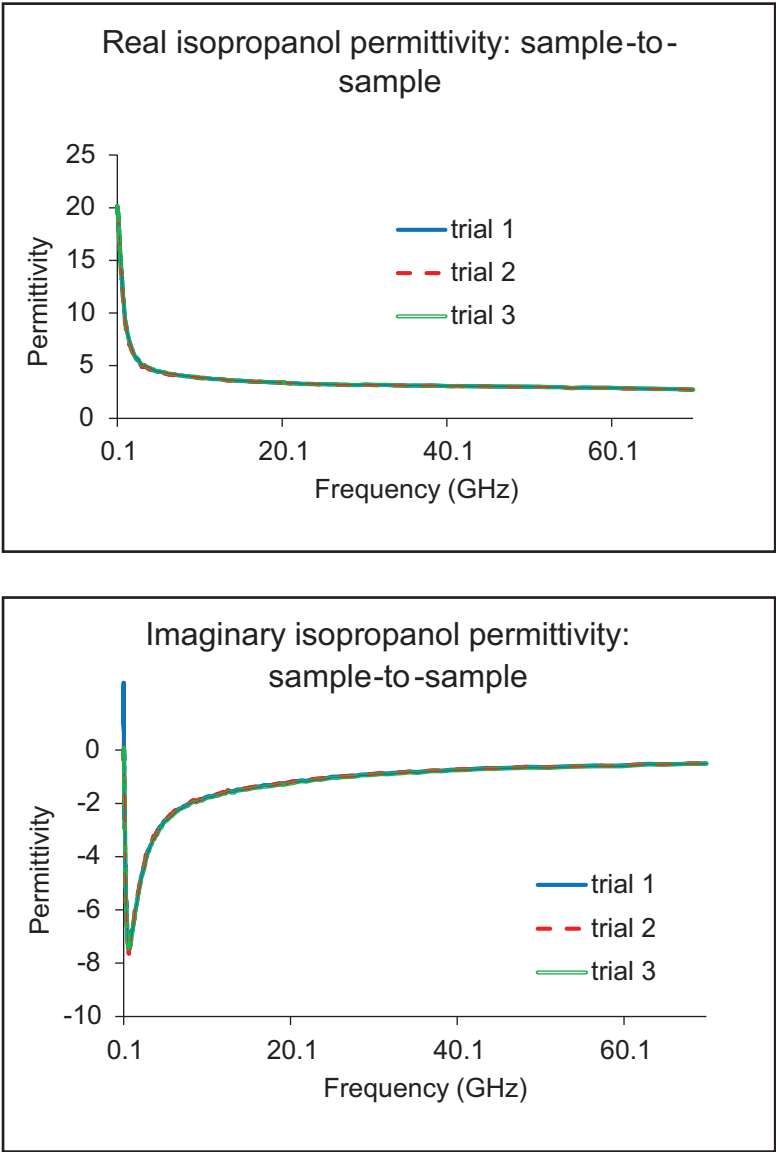 Real isopropanol permittivity: sample-to-
sample
25
20
15
10
5
0
Permittivity
trial 1
trial 2
trial 3
0.1 20.1 40.1 60.1
Frequency (GHz)
Imaginary isopropanol permittivity:
sample-to-sample
0
-2
-4
-6
-8
-10
Permittivity
trial 1
trial 2
trial 3
0.1 20.1 40.1 60.1
Frequency (GHz)